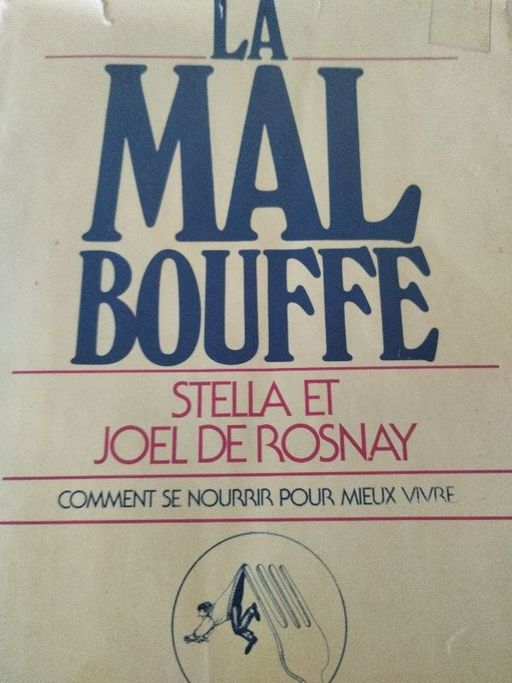 LA
MAL
BOUFFE
STELLA ET
JOEL DE ROSNAY
COMMENT SE NOURRIR POUR MIEUX VIVRE